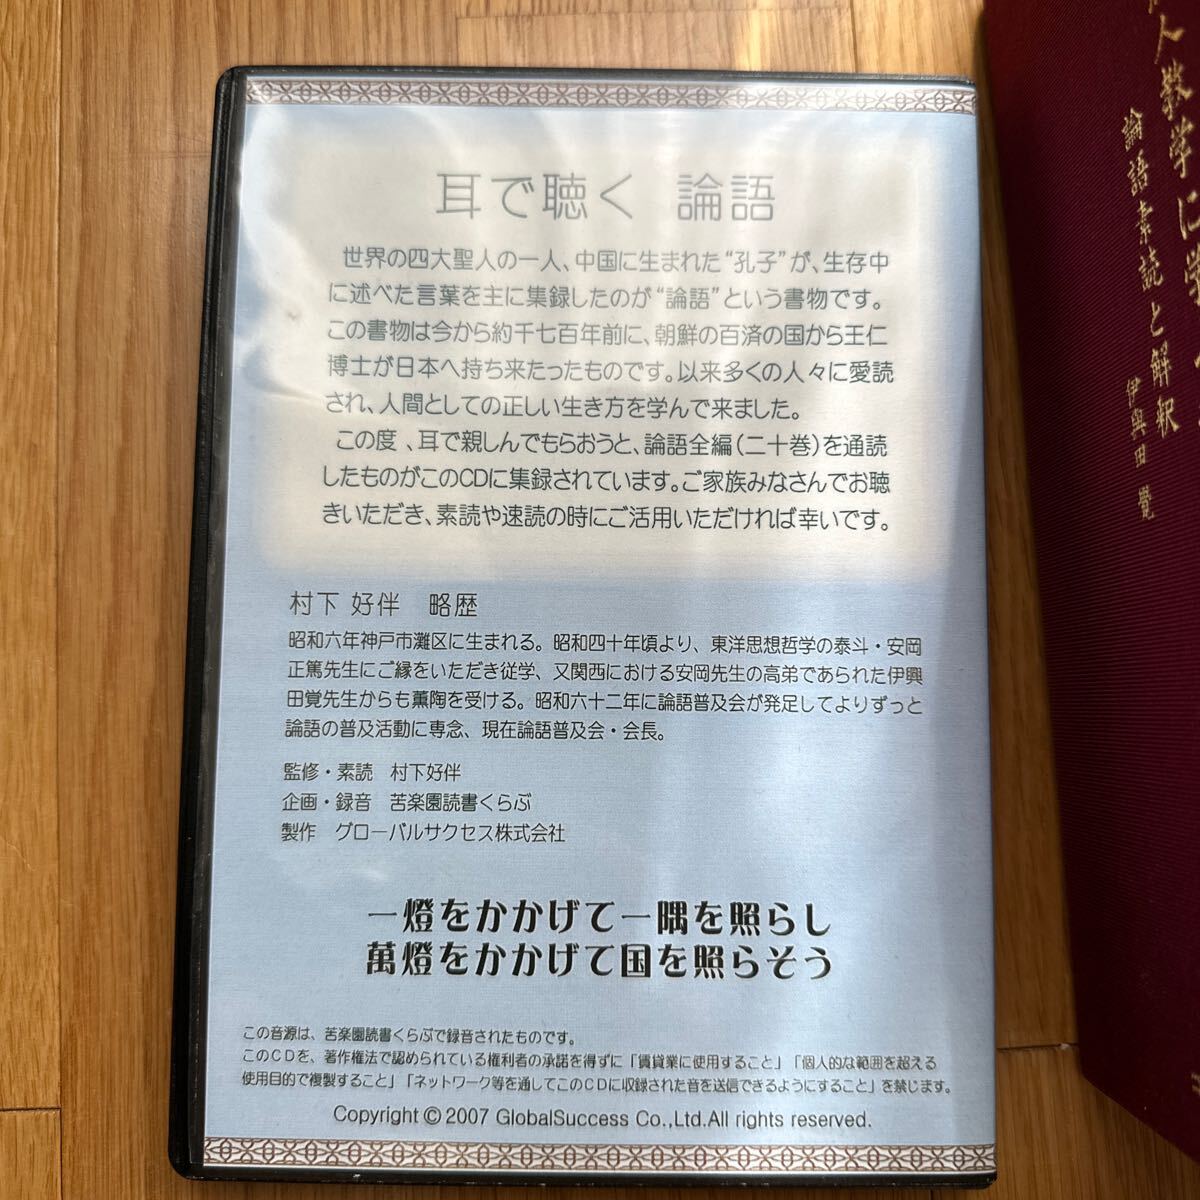 耳で聴く 論語
世界の四大聖人の一人、中国に生まれた“孔子”が、生存中
に述べた言葉を主に集録したのが“論語”という書物です。
この書物は今から約千七百年前に、朝鮮の百済の国から王仁
博士が日本へ持ち来たったものです。以来多くの人々に愛読
され、人間としての正しい生き方を学んで来ました。
この度、耳で親しんでもらおうと、論語全編(二十巻)を通読
したものがこのCDに集録されています。ご家族みなさんでお聴
きいただき、素読や速読の時にご活用いただければ幸いです。
村下 好伴 略歴
昭和六年神戸市灘区に生まれる。昭和四十年頃より、東洋思想哲学の泰斗・安岡
正篤先生にご縁をいただき従学、又関西における安岡先生の高弟であられた伊興
田覚先生からも薫陶を受ける。昭和六十二年に論語普及会が発足してよりずっと
論語の普及活動に専念、現在論語普及会・会長。
監修・素読 村下好伴
企画・録音 苦楽園読書くらぶ
製作 グローバルサクセス株式会社
一燈をかかげて一隅を照らし
萬燈をかかげて国を照らそう
この音源は、苦楽園読書くらぶで録音されたものです。
このCDを、著作権法で認められている権利者の承諾を得ずに「賃貸業に使用すること」「個人的な範囲を超える
使用目的で複製すること」「ネットワーク等を通してこのCDに収録された音を送信できるようにすること」を禁じます。
Copyright © 2007 GlobalSuccess Co.,Ltd.All rights reserved.
人教学に学
論語素読と解釈
伊與田 覺